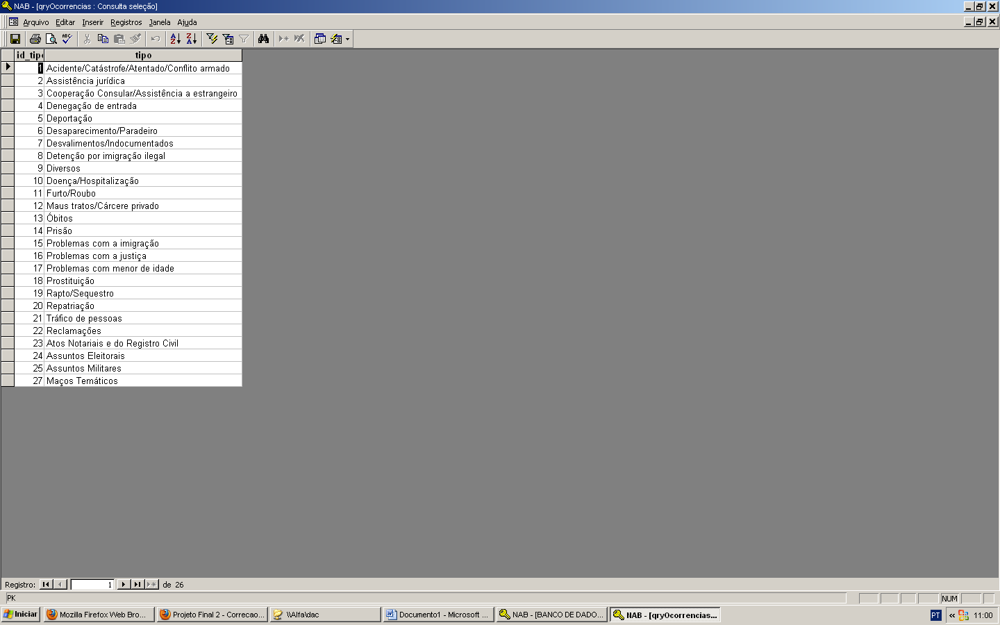 NAB - [qryOcorrencias : Consulta seleção]
Arquivo Editar Inserir Registros Janela Ajuda
id_tipo tipo
1 Acidente/Catástrofe/Atentado/Conflito armado
2 Assistência jurídica
3 Cooperação Consular/Assistência a estrangeiro
4 Denegação de entrada
5 Deportação
6 Desaparecimento/Paradeiro
7 Desvalimentos/Indocumentados
8 Detenção por imigração ilegal
9 Diversos
10 Doença/Hospitalização
11 Furto/Roubo
12 Maus tratos/Cárcere privado
13 Óbitos
14 Prisão
15 Problemas com a imigração
16 Problemas com a justiça
17 Problemas com menor de idade
18 Prostituição
19 Rapto/Sequestro
20 Repatriação
21 Tráfico de pessoas
22 Reclamações
23 Atos Notariais e do Registro Civil
24 Assuntos Eleitorais
25 Assuntos Militares
27 Maços Temáticos
Registro: 1 de 26
PK NUM
Iniciar Mozilla Firefox Web Bro... Projeto Final 2 - Correcao... \\Alfa\dac Documento1 - Microsoft ... NAB - [BANCO DE DADO... NAB - [qryOcorrencias... PT « 11:00